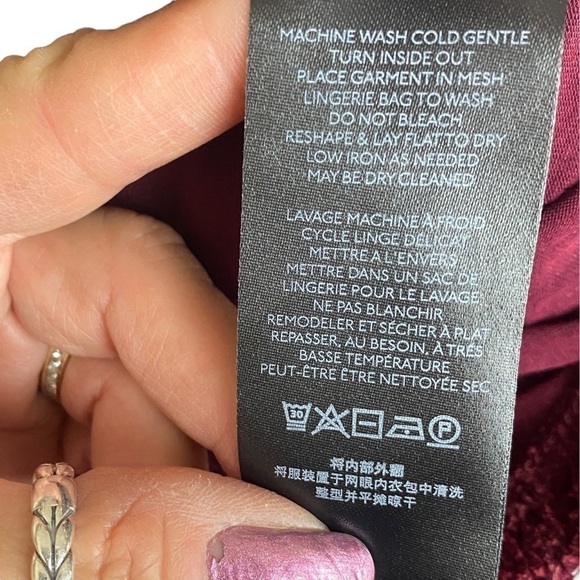 MACHINE WASH COLD GENTLE
TURN INSIDE OUT
PLACE GARMENT IN MESH
LINGERIE BAG TO WASH
DO NOT BLEACH
RESHAPE & LAY FLAT TO DRY
LOW IRON AS NEEDED
MAY BE DRY CLEANED
LAVAGE MACHINE À FROID
CYCLE LINGE DÉLICAT
METTRE A L'ENVERS
METTRE DANS UN SAC DE
LINGERIE POUR LE LAVAGE
NE PAS BLANCHIR
REMODELER ET SÉCHER À PLAT
REPASSER, AU BESOIN, À TRÈS
BASSE TEMPÉRATURE
PEUT-ÊTRE ÊTRE NETTOYÉE SEC
30 P
将内部外翻
将服装置于网眼内衣包中清洗
整型并平摊晾干